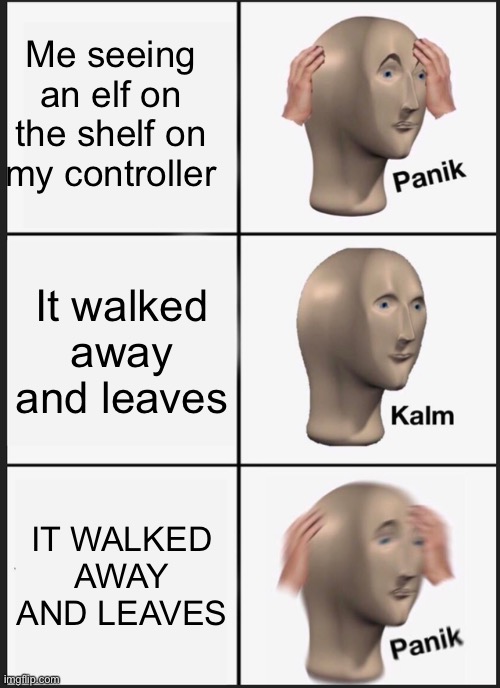 Me seeing
an elf on
the shelf on
my controller
Panik
It walked
away
and leaves
Kalm
IT WALKED
AWAY
AND LEAVES
Panik
imgflip.com